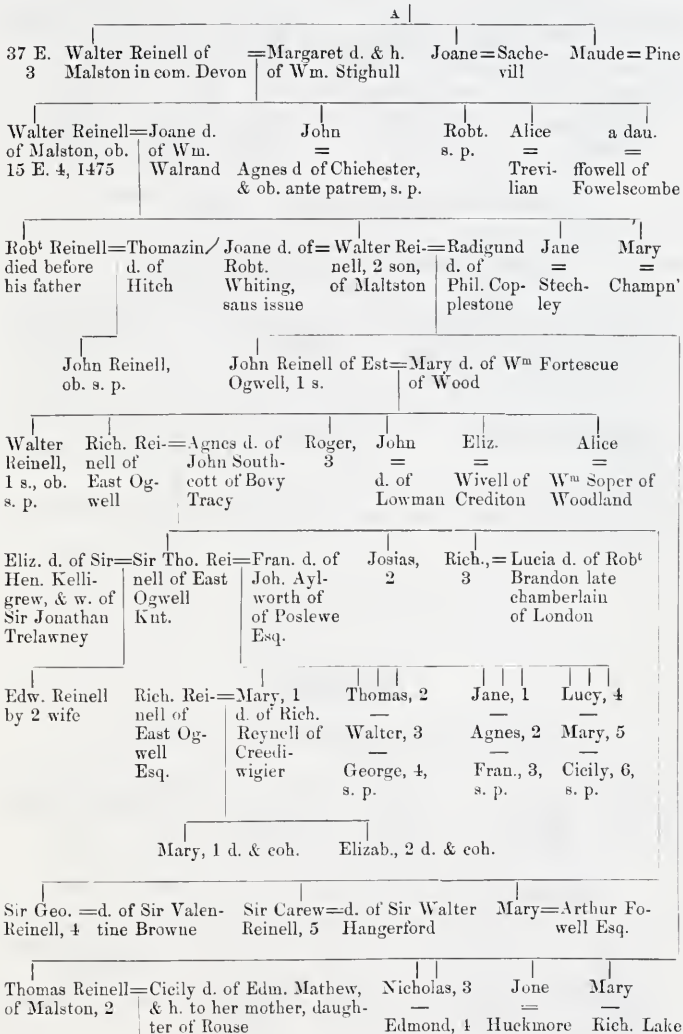 A
37 E. Walter Reinell of =Margaret d. & h. Joane=Sache- Maude=Pine
3 Malston in com. Devon of Wm. Stighull vill
Walter Reinell=Joane d. John Robt. Alice a dau.
of Malston, ob. of Wm. = s. p. = =
15 E. 4, 1475 Walrand Agnes d of Chichester, Trevi- ffowell of
& ob. ante patrem, s. p. lian Fowelscombe
Robt Reinell=Thomazin Joane d. of= Walter Rei-=Radigund Jane Mary
died before d. of Robt. nell, 2 son, d. of = =
his father Hitch Whiting, of Maltston Phil. Cop- Stech- Champn'
sans issue plestone ley
John Reinell, John Reinell of Est=Mary d. of Wm Fortescue
ob. s. p. Ogwell, 1 s. of Wood
Walter Rich. Rei-=Agnes d. of Roger, John Eliz. Alice
Reinell, nell of John South- 3 = = =
1 s., ob. East Og- cott of Bovy d. of Wivell of Wm Soper of
s. p. well Tracy Lowman Crediton Woodland
Eliz. d. of Sir=Sir Tho. Rei=Fran. d. of Josias, Rich.,= Lucia d. of Robt
Hen. Kelli- nell of East Joh. Ayl- 2 3 Brandon late
grew, & w. of Ogwell worth of chamberlain
Sir Jonathan Knt. of Poslewe of London
Trelawney Esq.
Edw. Reinell Rich. Rei-=Mary, 1 Thomas, 2 Jane, 1 Lucy, 4
by 2 wife nell of d. of Rich. — — —
East Og- Reynell of Walter, 3 Agnes, 2 Mary, 5
well Creedi- — — —
Esq. wigier George, 4, Fran., 3, Cicily, 6,
s. p. s. p. s. p.
Mary, 1 d. & coh. Elizab., 2 d. & coh.
Sir Geo. =d. of Sir Valen- Sir Carew=d. of Sir Walter Mary=Arthur Fo-
Reinell, 4 tine Browne Reinell, 5 Hangerford well Esq.
Thomas Reinell=Cicily d. of Edm. Mathew, Nicholas, 3 Jone Mary
of Malston, 2 & h. to her mother, daugh- — = —
ter of Rouse Edmond, 4 Huckmore Rich. Lake